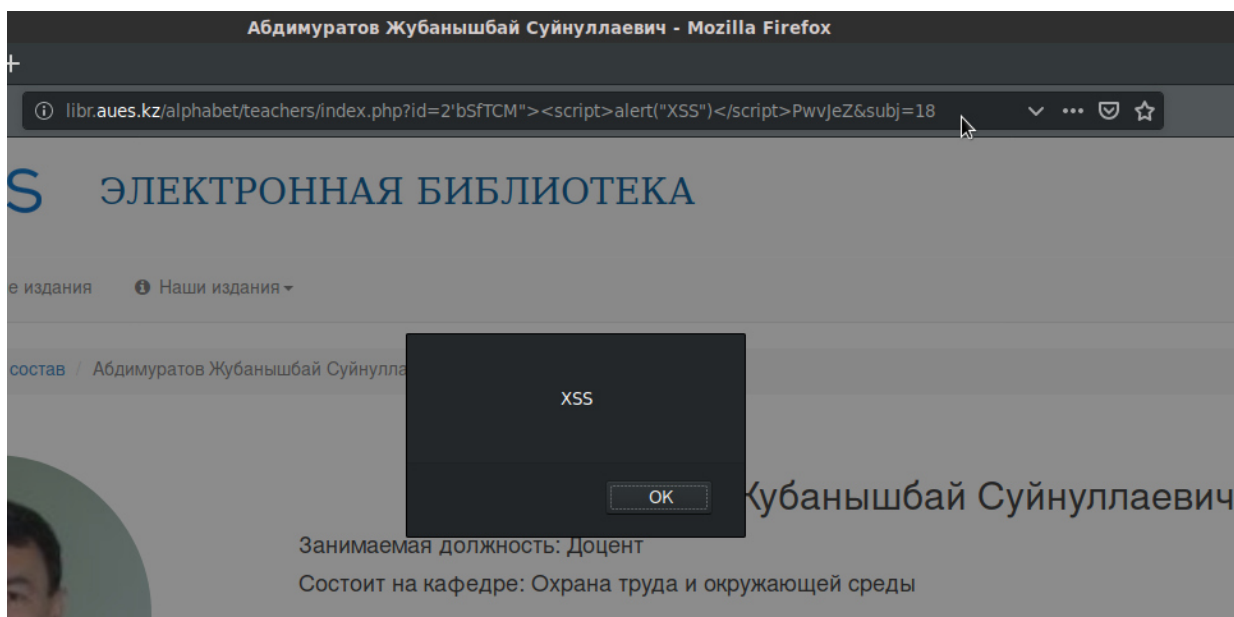 Абдимуратов Жубанышбай Суйнуллаевич - Mozilla Firefox
+
libr.aues.kz/alphabet/teachers/index.php?id=2'bSfTCM"><script>alert("XSS")</script>PwvJeZ&subj=18
S ЭЛЕКТРОННАЯ БИБЛИОТЕКА
е издания Наши издания
состав / Абдимуратов Жубанышбай Суйнулла
XSS
OK
Жубанышбай Суйнуллаевич
Занимаемая должность: Доцент
Состоит на кафедре: Охрана труда и окружающей среды